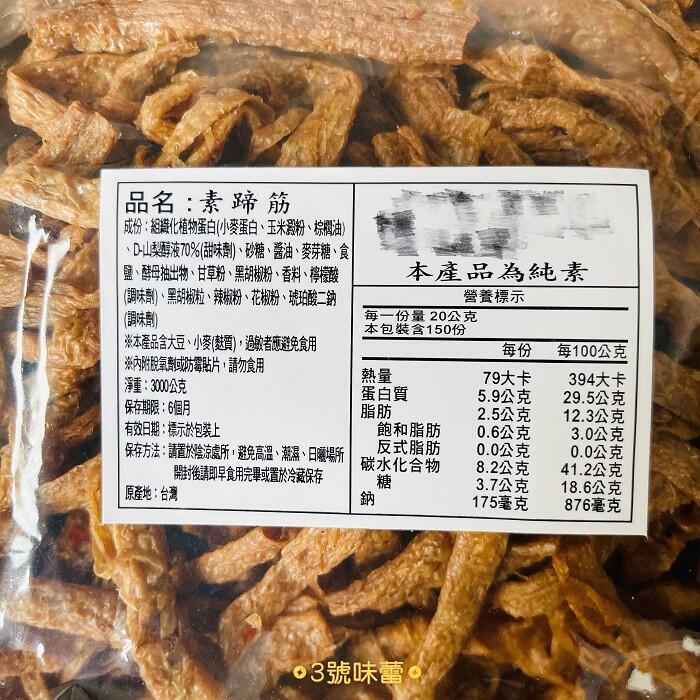 品名：素蹄筋
成份：組織化植物蛋白(小麥蛋白、玉米澱粉、棕櫚油)
、D-山梨醇液70%(甜味劑)、砂糖、醬油、麥芽糖、食
鹽、酵母抽出物、甘草粉、黑胡椒粉、香料、檸檬酸
(調味劑)、黑胡椒粒、辣椒粉、花椒粉、琥珀酸二鈉
(調味劑)
※本產品含大豆、小麥(麩質)，過敏者應避免食用
※內附脫氧劑或防霉貼片，請勿食用
淨重：3000公克
保存期限：6個月
有效日期：標示於包裝上
保存方法：請置於陰涼處所，避免高溫、潮濕、日曬場所
開封後請即早食用完畢或置於冷藏保存
原產地：台灣
本產品為純素
營養標示
每一份量 20公克
本包裝含150份
每份 每100公克
熱量 79大卡 394大卡
蛋白質 5.9公克 29.5公克
脂肪 2.5公克 12.3公克
飽和脂肪 0.6公克 3.0公克
反式脂肪 0.0公克 0.0公克
碳水化合物 8.2公克 41.2公克
糖 3.7公克 18.6公克
鈉 175毫克 876毫克
3號味蕾